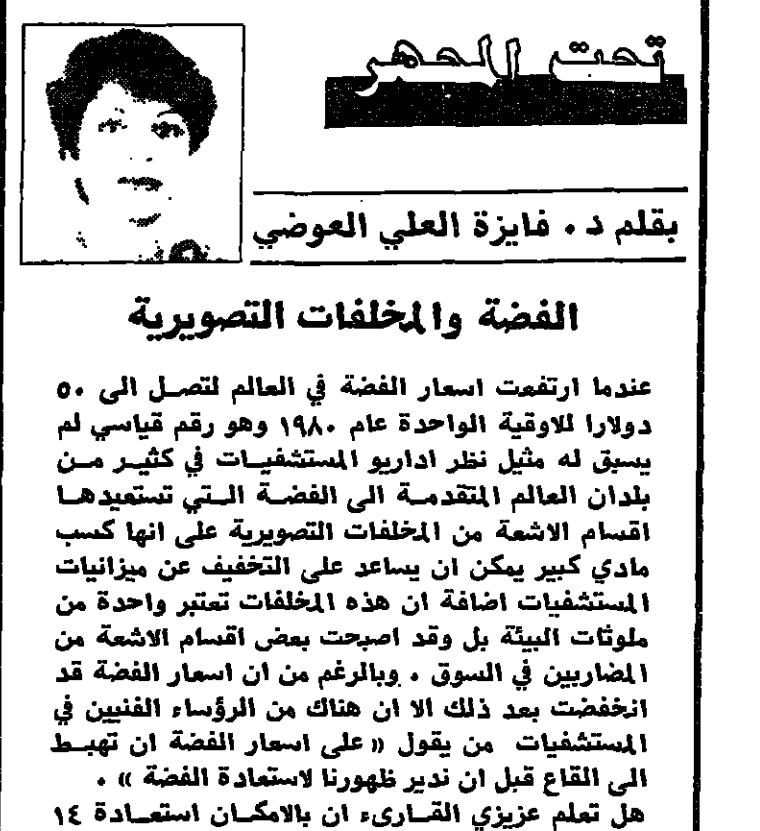 تحت المجهر
بقلم د . فايزة العلي العوضي
الفضة والمخلفات التصويرية
عندما ارتفعت اسعار الفضة في العالم لتصل الى ٥٠
دولارا للاوقية الواحدة عام ١٩٨٠ وهو رقم قياسي لم
يسبق له مثيل نظر اداريو المستشفيات في كثير من
بلدان العالم المتقدمة الى الفضة التي تستعيدها
اقسام الاشعة من المخلفات التصويرية على انها كسب
مادي كبير يمكن ان يساعد على التخفيف عن ميزانيات
المستشفيات اضافة ان هذه المخلفات تعتبر واحدة من
ملوثات البيئة بل وقد اصبحت بعض اقسام الاشعة من
المضاربين في السوق . وبالرغم من ان اسعار الفضة قد
انخفضت بعد ذلك الا ان هناك من الرؤساء الفنيين في
المستشفيات من يقول « على اسعار الفضة ان تهبط
الى القاع قبل ان ندير ظهورنا لاستعادة الفضة » .
هل تعلم عزيزي القارىء ان بالامكان استعادة ١٤